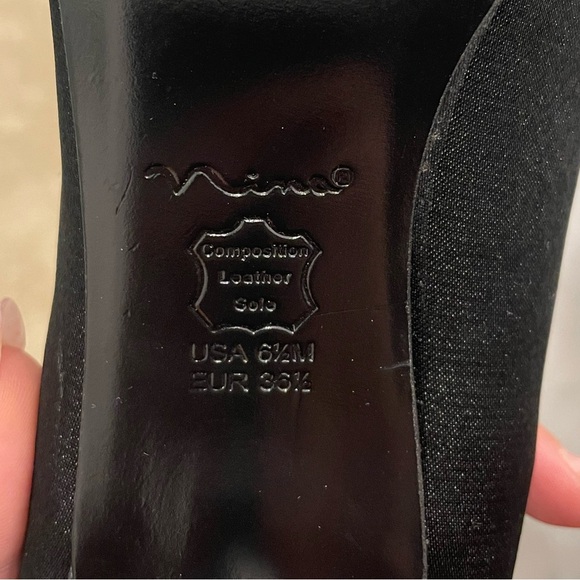 Nina®
Composition
Leather
Sole
USA 6½M
EUR 36½